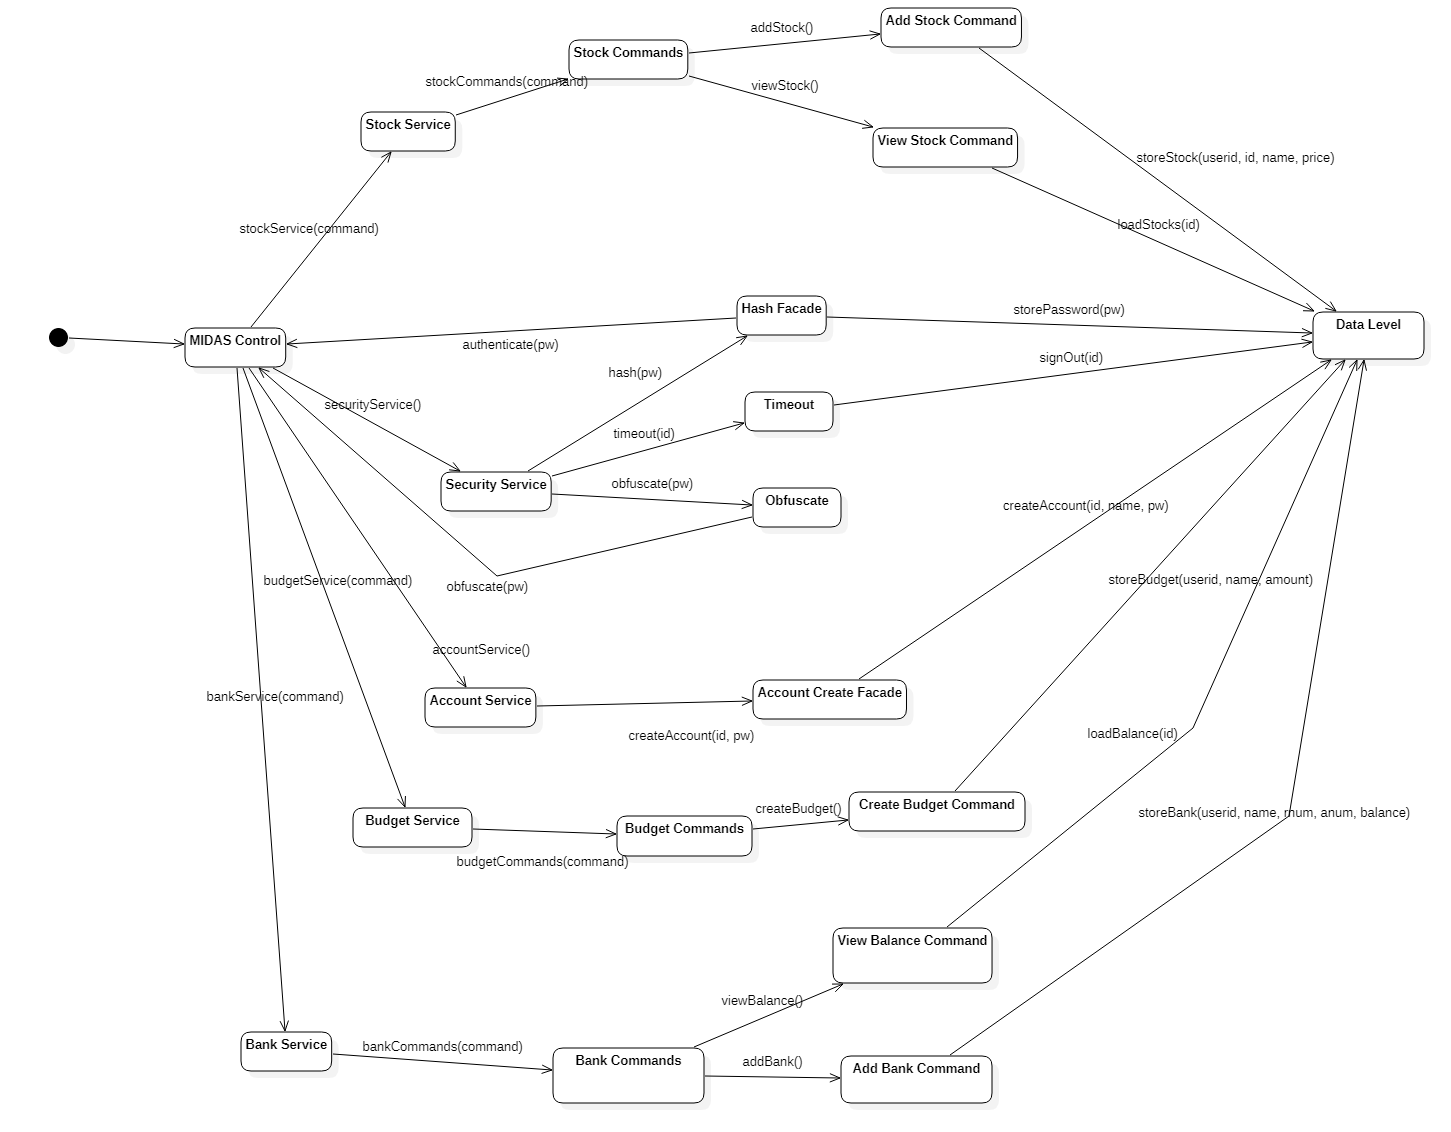 Add Stock Command
addStock()
Stock Commands
stockCommands(command)
viewStock()
Stock Service
View Stock Command
storeStock(userid, id, name, price)
loadStocks(id)
stockService(command)
Hash Facade
storePassword(pw)
Data Level
MIDAS Control
authenticate(pw)
signOut(id)
hash(pw)
securityService()
Timeout
timeout(id)
Security Service
obfuscate(pw)
Obfuscate
createAccount(id, name, pw)
budgetService(command)
obfuscate(pw)
storeBudget(userid, name, amount)
accountService()
bankService(command)
Account Service
Account Create Facade
createAccount(id, pw)
loadBalance(id)
Budget Service
Budget Commands
createBudget()
Create Budget Command
storeBank(userid, name, rnum, anum, balance)
budgetCommands(command)
View Balance Command
viewBalance()
Bank Service
bankCommands(command)
Bank Commands
addBank()
Add Bank Command